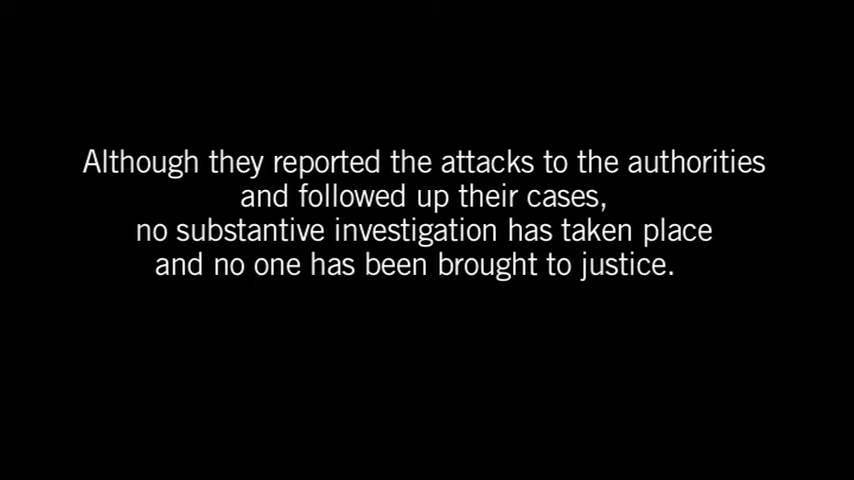 Although they reported the attacks to the authorities
and followed up their cases,
no substantive investigation has taken place
and no one has been brought to justice.